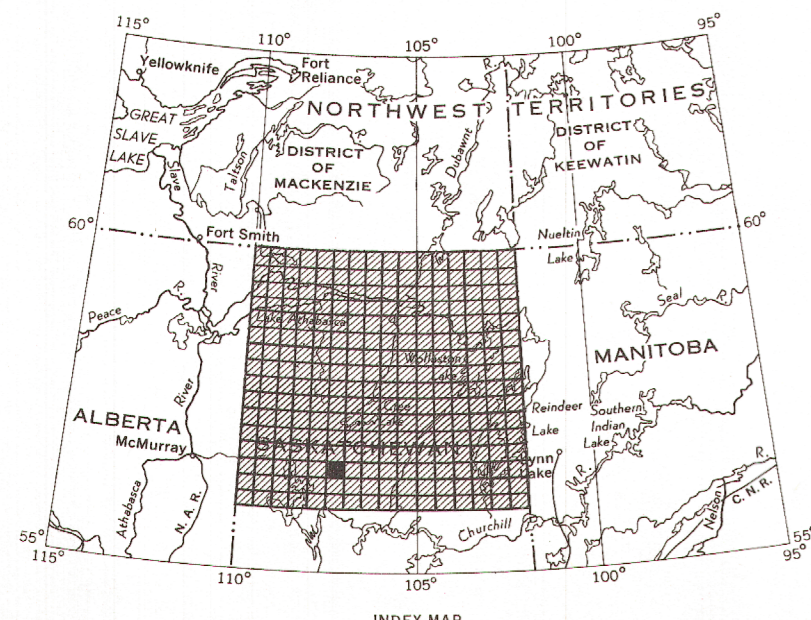 115°
110°
105°
100°
95°
Yellowknife
Fort
Reliance
R.
NORTHWEST TERRITORIES
GREAT
SLAVE
LAKE
Slave
River
Taltson
R.
DISTRICT
OF
MACKENZIE
Dubawnt
DISTRICT
OF
KEEWATIN
60°
Fort Smith
Nueltin
Lake
60°
Peace
R.
Lake Athabasca
Wollaston
Lake
Seal R.
MANITOBA
River
ALBERTA
McMurray
Cree
Lake
Reindeer
Lake
Southern
Indian
Lake
SASKATCHEWAN
Lynn
Lake
R.
Athabasca
N. A. R.
Churchill
Nelson
R.
C. N. R.
55°
115°
110°
105°
100°
55°
95°
INDEX MAP